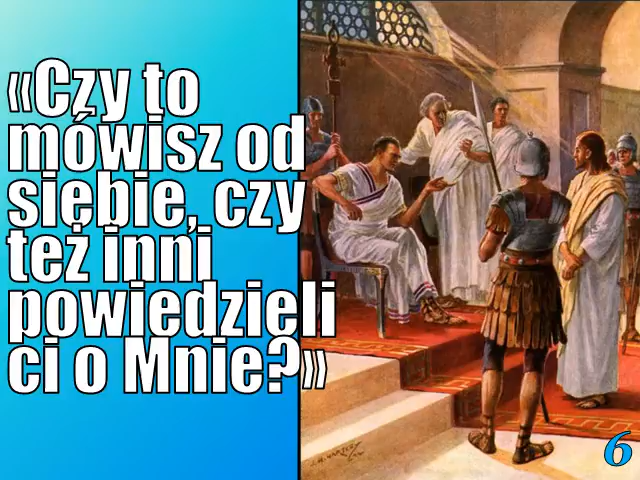 «Czy to
mówisz od
siebie, czy
też inni
powiedzieli
ci o Mnie?»
6